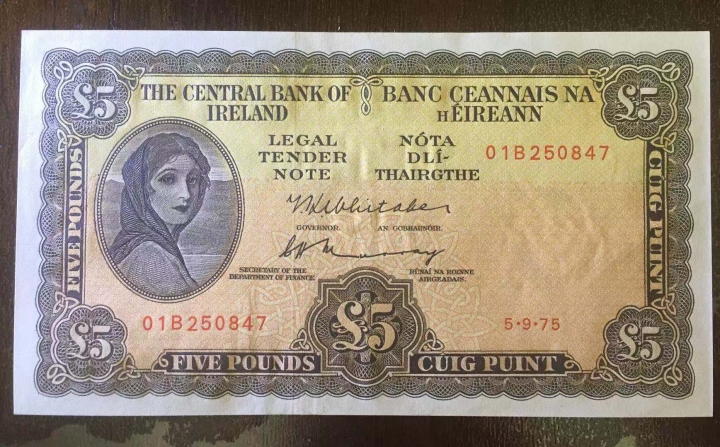 £5
THE CENTRAL BANK OF IRELAND
BANC CEANNAIS NA hÉIREANN
£5
LEGAL TENDER NOTE
NÓTA DLÍ-THAIRGTHE
01B250847
FIVE POUNDS
CUIG PUINT
T K Whitaker
GOVERNOR.
AN GOBHARNÓIR.
C H Murray
SECRETARY OF THE DEPARTMENT OF FINANCE.
RÚNAÍ NA ROINNE AIRGEADAIS.
01B250847
£5
5·9·75
£5
£5
FIVE POUNDS
CUIG PUINT